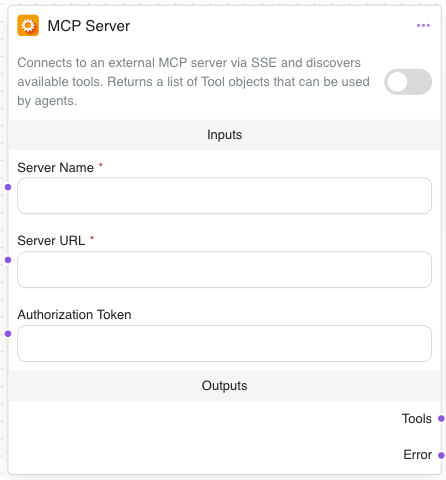 MCP Server
Connects to an external MCP server via SSE and discovers
available tools. Returns a list of Tool objects that can be used
by agents.
Inputs
Server Name *
Server URL *
Authorization Token
Outputs
Tools
Error